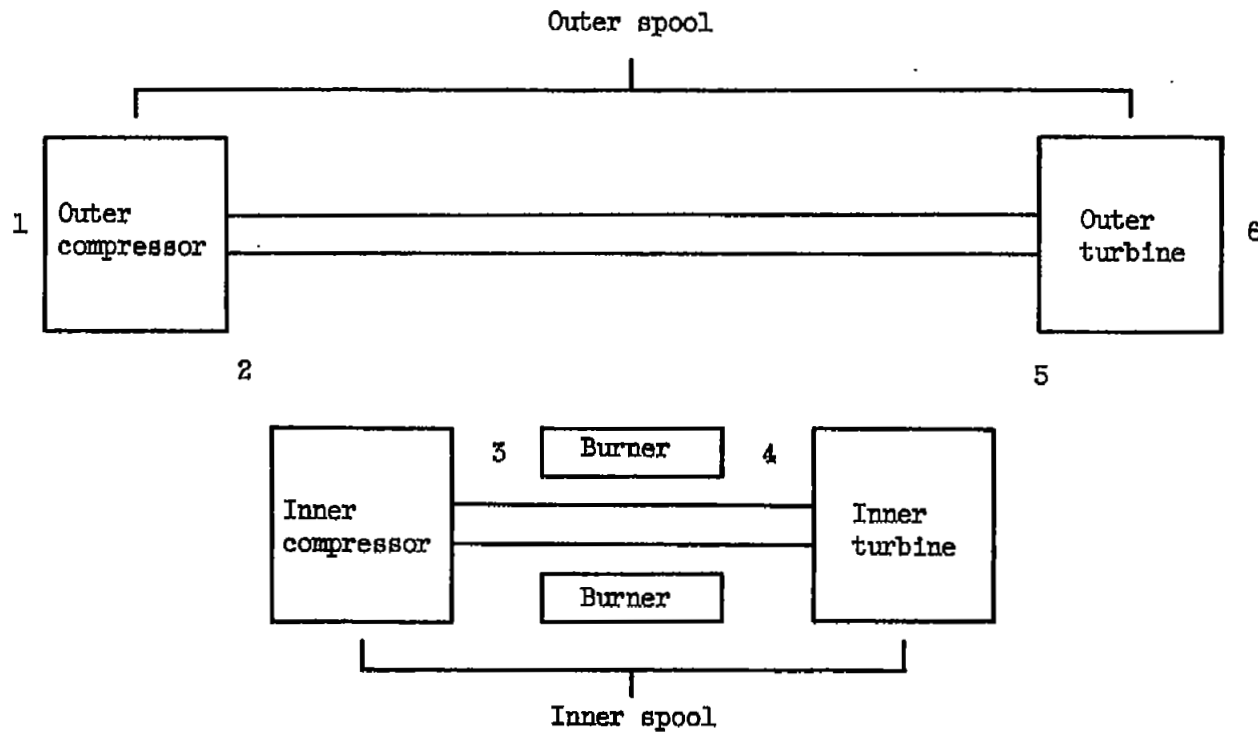 Outer spool
1
Outer
compressor
Outer
turbine
6
2
5
3
Burner
4
Inner
compressor
Inner
turbine
Burner
Inner spool